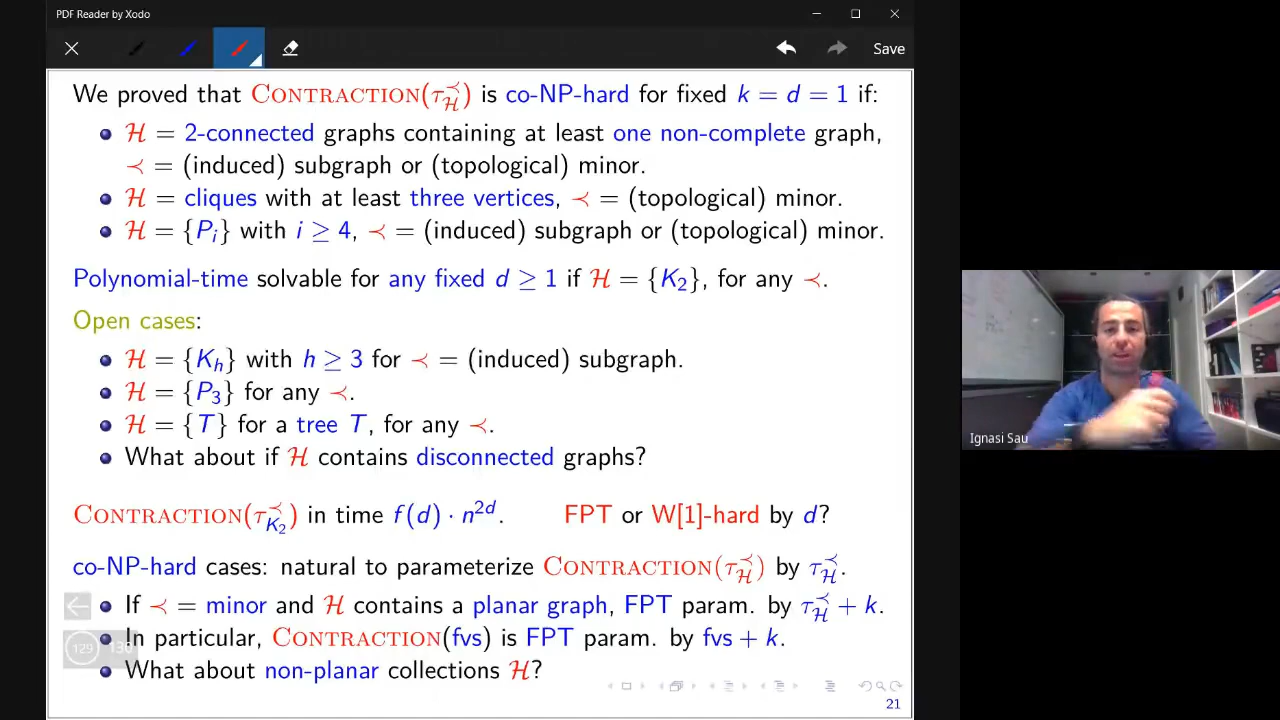 PDF Reader by Xodo
Save
We proved that CONTRACTION(τ_ℋ^≺) is co-NP-hard for fixed k = d = 1 if:
ℋ = 2-connected graphs containing at least one non-complete graph,
≺ = (induced) subgraph or (topological) minor.
ℋ = cliques with at least three vertices, ≺ = (topological) minor.
ℋ = {P_i} with i ≥ 4, ≺ = (induced) subgraph or (topological) minor.
Polynomial-time solvable for any fixed d ≥ 1 if ℋ = {K_2}, for any ≺.
Open cases:
ℋ = {K_h} with h ≥ 3 for ≺ = (induced) subgraph.
ℋ = {P_3} for any ≺.
ℋ = {T} for a tree T, for any ≺.
What about if ℋ contains disconnected graphs?
CONTRACTION(τ_{K_2}^≺) in time f(d) · n^{2d}. FPT or W[1]-hard by d?
co-NP-hard cases: natural to parameterize CONTRACTION(τ_ℋ^≺) by τ_ℋ^≺.
If ≺ = minor and ℋ contains a planar graph, FPT param. by τ_ℋ^≺ + k.
In particular, CONTRACTION(fvs) is FPT param. by fvs + k.
What about non-planar collections ℋ?
129 130
21
Ignasi Sau